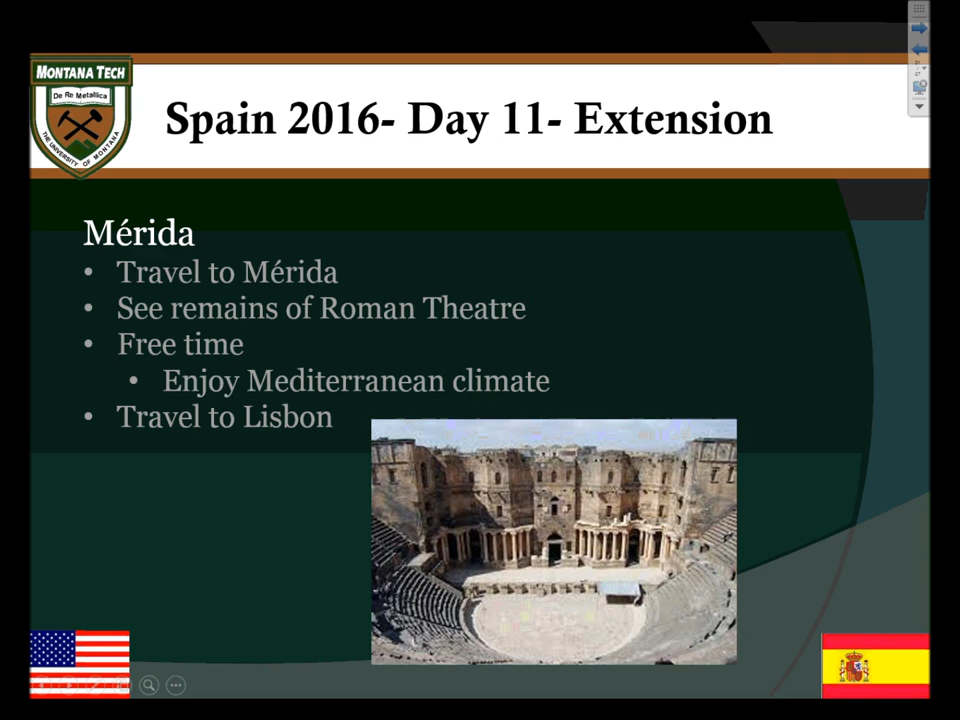 MONTANA TECH
De Re Metallica
THE UNIVERSITY OF MONTANA
Spain 2016- Day 11- Extension
Mérida
• Travel to Mérida
• See remains of Roman Theatre
• Free time
• Enjoy Mediterranean climate
• Travel to Lisbon